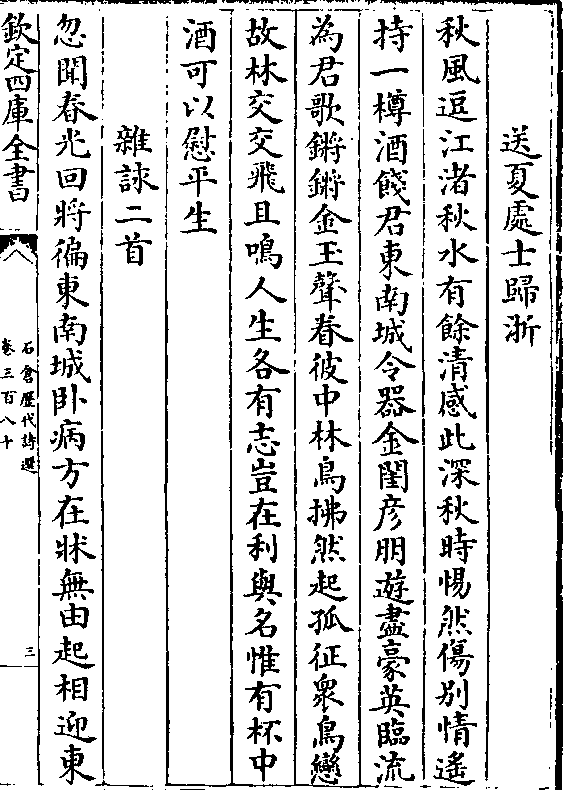 送夏處士歸浙
秋風逗江渚秋水有餘清感此深秋時惕然傷别情遙
持一樽酒餞君東南城令器金閨彦朋遊盡豪英臨流
為君歌鏘鏘金玉聲眷彼中林鳥拂然起孤征衆鳥戀
故林交交飛且鳴人生各有志豈在利與名惟有杯中
酒可以慰平生
雜詠二首
忽聞春光回將徧東南城卧病方在牀無由起相迎東
欽定四庫全書
石倉歷代詩選
卷三百八十
三